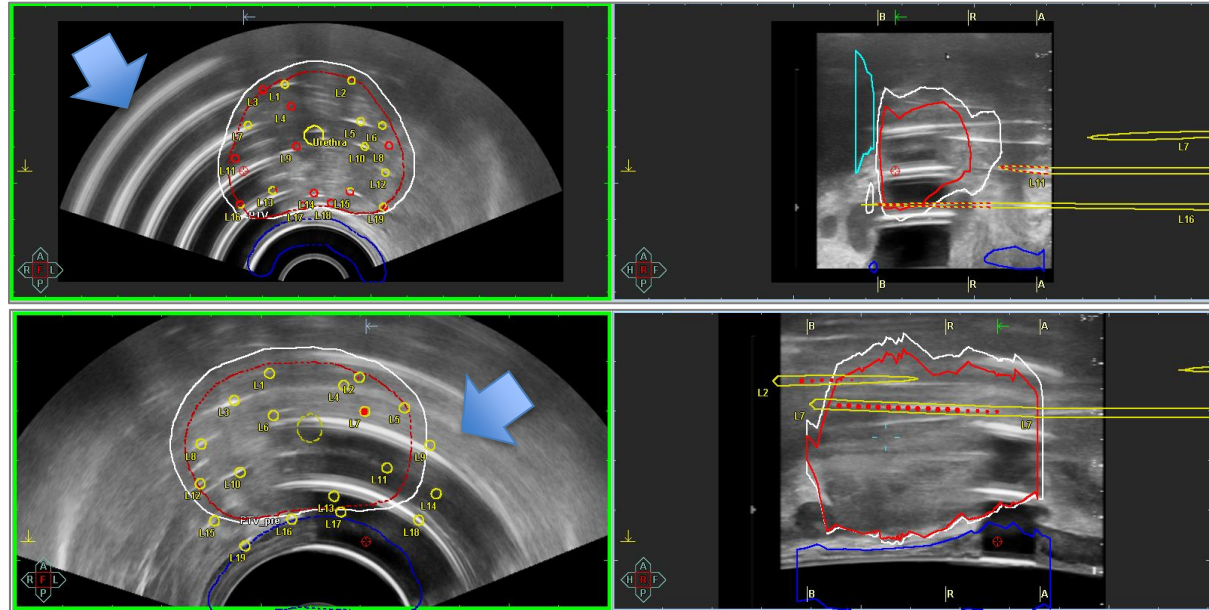 B
R
A
L1
L2
L3
L4
L5
L6
L7
Urethra
L9
L10
L8
L11
L12
L13
L14
L15
L16
PTV
L17
L18
L19
A
R F L
P
L7
L11
L16
A
H R F
P
B
R
A
B
R
A
L1
L2
L4
L3
L5
L6
L7
L8
L9
L10
L11
L12
L13
L14
L15
PTV_pre
L16
L17
L18
L19
A
R F L
P
L2
L7
L7
A
H R F
P
B
R
A